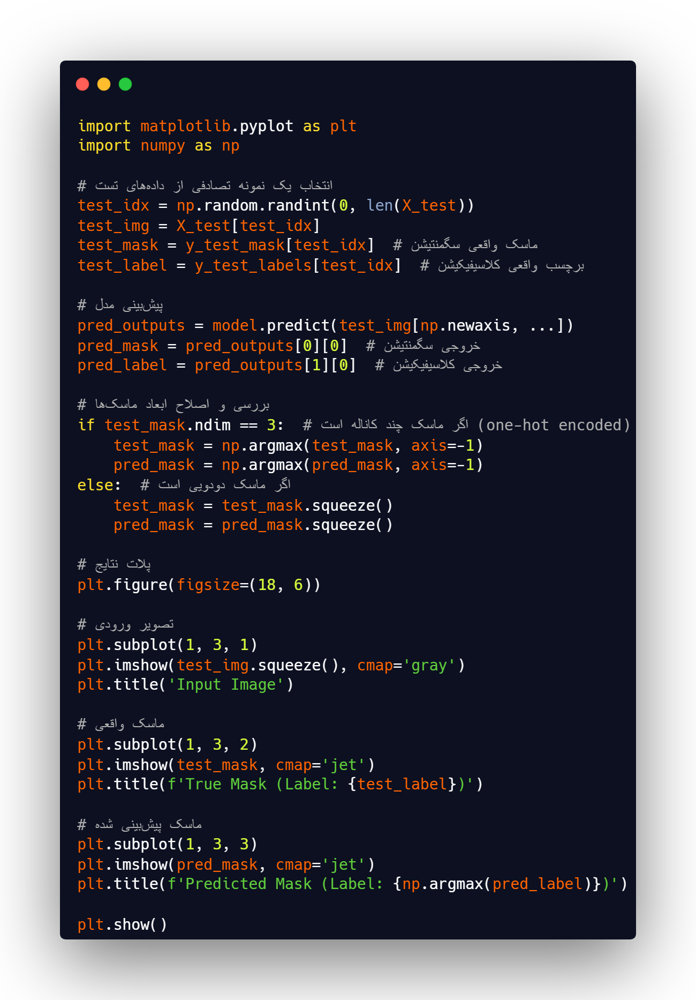 import matplotlib.pyplot as plt
import numpy as np
# انتخاب یک نمونه تصادفی از داده‌های تست
test_idx = np.random.randint(0, len(X_test))
test_img = X_test[test_idx]
test_mask = y_test_mask[test_idx]  # ماسک واقعی سگمنتیشن
test_label = y_test_labels[test_idx]  # برچسب واقعی کلاسیفیکیشن
# پیش‌بینی مدل
pred_outputs = model.predict(test_img[np.newaxis, ...])
pred_mask = pred_outputs[0][0]  # خروجی سگمنتیشن
pred_label = pred_outputs[1][0]  # خروجی کلاسیفیکیشن
# بررسی و اصلاح ابعاد ماسک‌ها
if test_mask.ndim == 3:  # اگر ماسک چند کاناله است (one-hot encoded)
    test_mask = np.argmax(test_mask, axis=-1)
    pred_mask = np.argmax(pred_mask, axis=-1)
else:  # اگر ماسک دودویی است
    test_mask = test_mask.squeeze()
    pred_mask = pred_mask.squeeze()
# پلات نتایج
plt.figure(figsize=(18, 6))
# تصویر ورودی
plt.subplot(1, 3, 1)
plt.imshow(test_img.squeeze(), cmap='gray')
plt.title('Input Image')
# ماسک واقعی
plt.subplot(1, 3, 2)
plt.imshow(test_mask, cmap='jet')
plt.title(f'True Mask (Label: {test_label})')
# ماسک پیش‌بینی شده
plt.subplot(1, 3, 3)
plt.imshow(pred_mask, cmap='jet')
plt.title(f'Predicted Mask (Label: {np.argmax(pred_label)})')
plt.show()